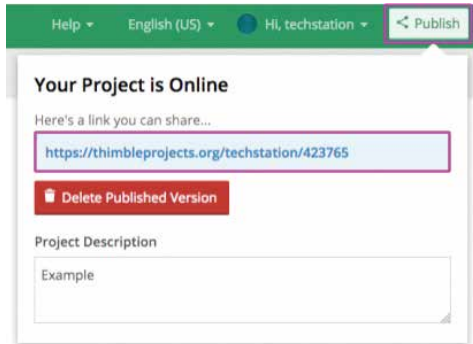 Help English (US) Hi, techstation Publish
Your Project is Online
Here's a link you can share...
https://thimbleprojects.org/techstation/423765
Delete Published Version
Project Description
Example